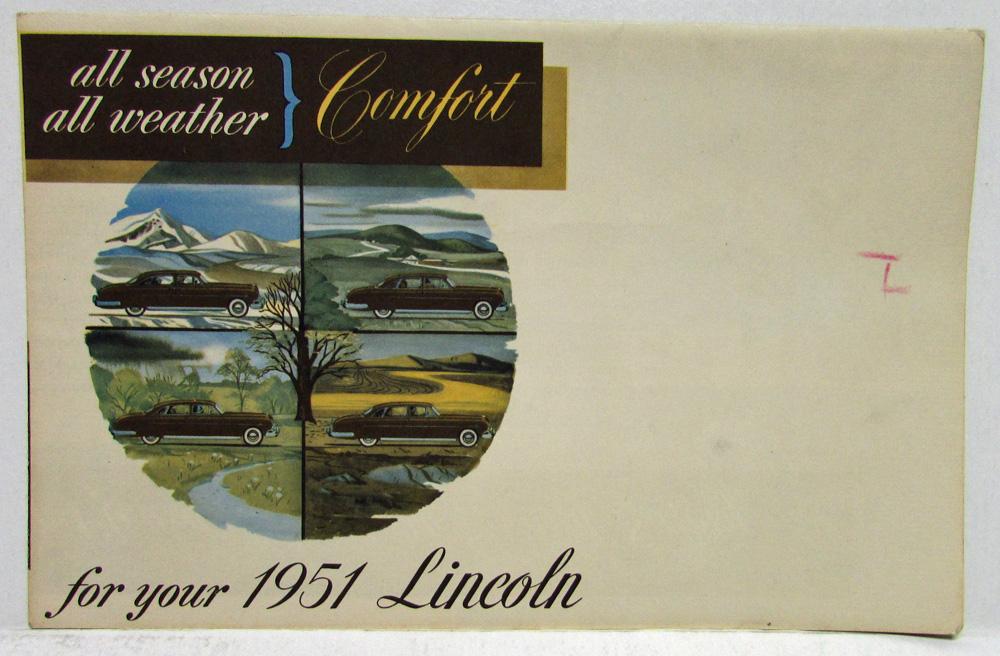 all season
all weather } Comfort
for your 1951 Lincoln